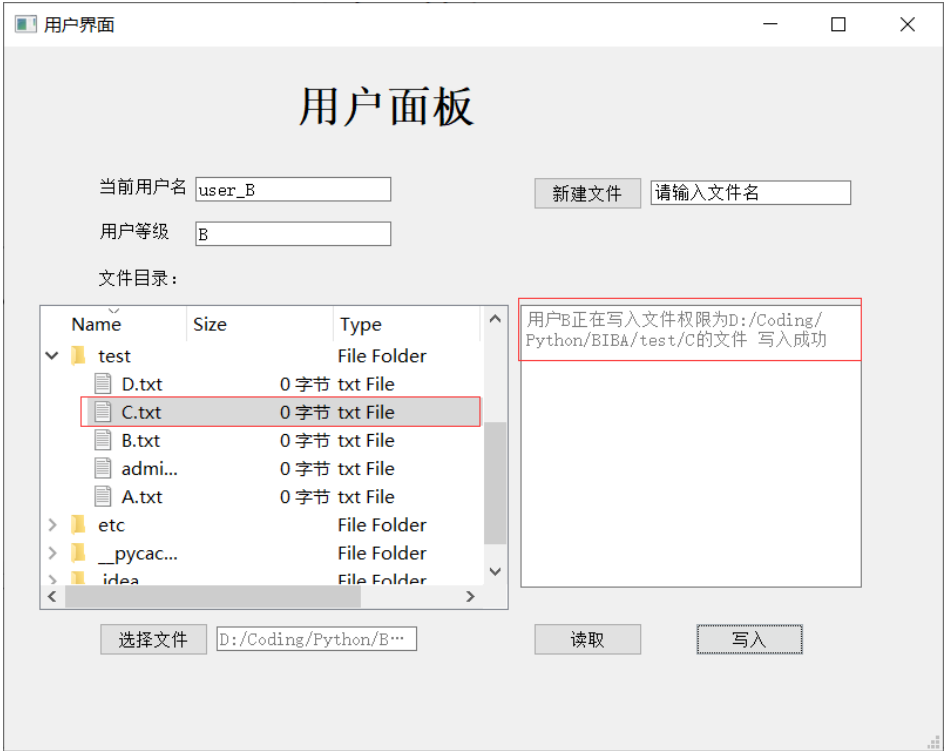 用户界面
用户面板
当前用户名 user_B 新建文件 请输入文件名
用户等级 B
文件目录：
Name Size Type
test File Folder
D.txt 0 字节 txt File
C.txt 0 字节 txt File
B.txt 0 字节 txt File
admi... 0 字节 txt File
A.txt 0 字节 txt File
etc File Folder
__pycac... File Folder
.idea File Folder
用户B正在写入文件权限为D:/Coding/
Python/BIBA/test/C的文件 写入成功
选择文件 D:/Coding/Python/B… 读取 写入